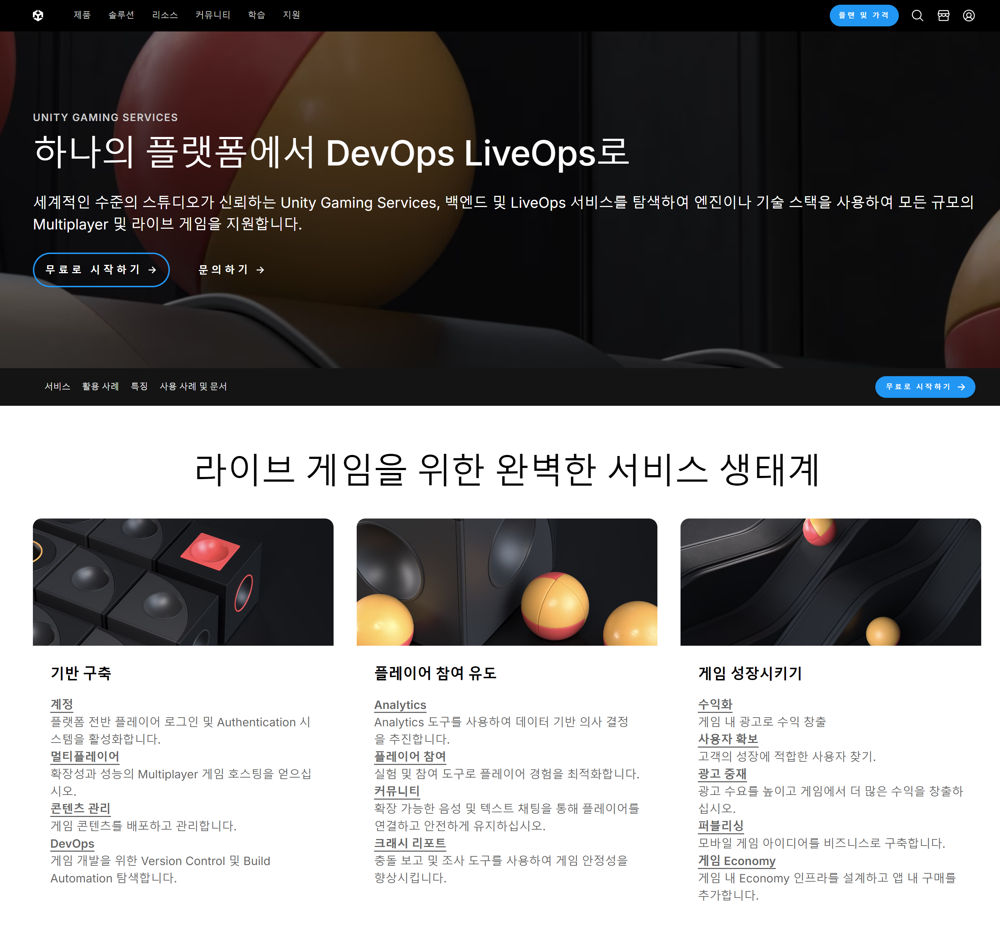 제품 솔루션 리소스 커뮤니티 학습 지원 플랜 및 가격
UNITY GAMING SERVICES
하나의 플랫폼에서 DevOps LiveOps로
세계적인 수준의 스튜디오가 신뢰하는 Unity Gaming Services, 백엔드 및 LiveOps 서비스를 탐색하여 엔진이나 기술 스택을 사용하여 모든 규모의
Multiplayer 및 라이브 게임을 지원합니다.
무료로 시작하기 → 문의하기 →
서비스 활용 사례 특징 사용 사례 및 문서 무료로 시작하기 →
라이브 게임을 위한 완벽한 서비스 생태계
기반 구축
계정
플랫폼 전반 플레이어 로그인 및 Authentication 시
스템을 활성화합니다.
멀티플레이어
확장성과 성능의 Multiplayer 게임 호스팅을 얻으십
시오.
콘텐츠 관리
게임 콘텐츠를 배포하고 관리합니다.
DevOps
게임 개발을 위한 Version Control 및 Build
Automation 탐색합니다.
플레이어 참여 유도
Analytics
Analytics 도구를 사용하여 데이터 기반 의사 결정
을 추진합니다.
플레이어 참여
실험 및 참여 도구로 플레이어 경험을 최적화합니다.
커뮤니티
확장 가능한 음성 및 텍스트 채팅을 통해 플레이어를
연결하고 안전하게 유지하십시오.
크래시 리포트
충돌 보고 및 조사 도구를 사용하여 게임 안정성을
향상시킵니다.
게임 성장시키기
수익화
게임 내 광고로 수익 창출
사용자 확보
고객의 성장에 적합한 사용자 찾기.
광고 중재
광고 수요를 높이고 게임에서 더 많은 수익을 창출하
십시오.
퍼블리싱
모바일 게임 아이디어를 비즈니스로 구축합니다.
게임 Economy
게임 내 Economy 인프라를 설계하고 앱 내 구매를
추가합니다.